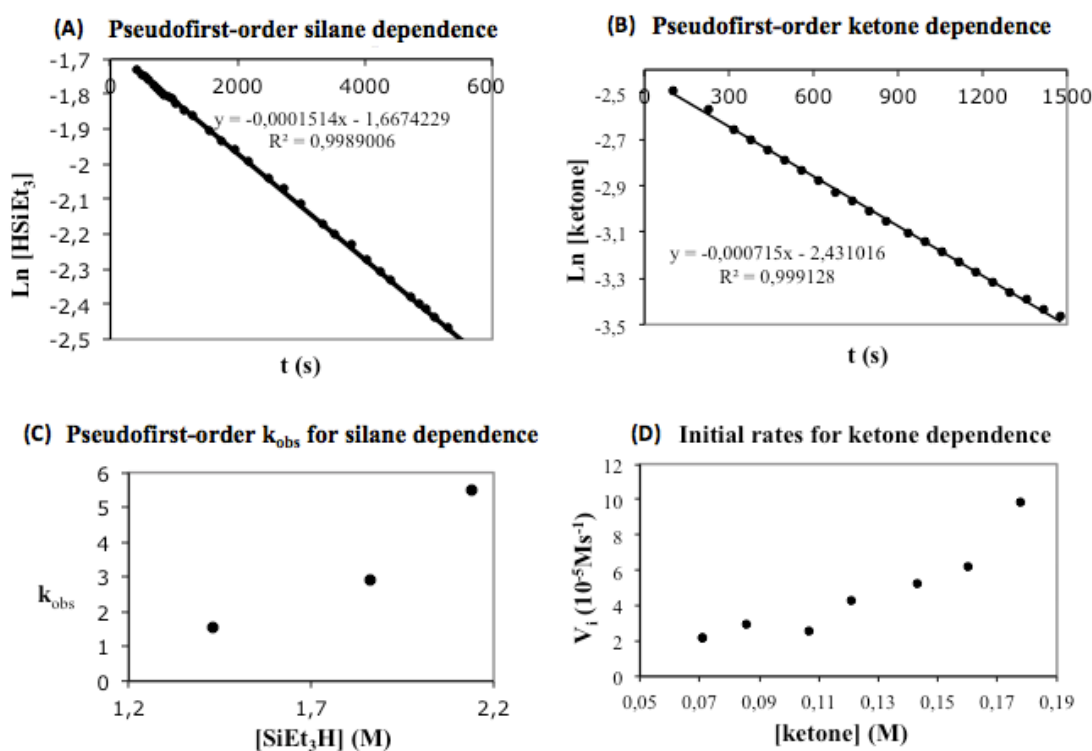 (A) Pseudofirst-order silane dependence
-1,7
-1,8
-1,9
-2
-2,1
-2,2
-2,3
-2,4
-2,5
0 2000 4000 600
y = -0,0001514x - 1,6674229
R² = 0,9989006
Ln [HSiEt₃]
t (s)
(B) Pseudofirst-order ketone dependence
-2,5
-2,7
-2,9
-3,1
-3,3
-3,5
0 300 600 900 1200 1500
y = -0,000715x - 2,431016
R² = 0,999128
Ln [ketone]
t (s)
(C) Pseudofirst-order kobs for silane dependence
6
5
4
3
2
1
0
kobs
1,2 1,7 2,2
[SiEt₃H] (M)
(D) Initial rates for ketone dependence
12
10
8
6
4
2
0
Vi (10⁻⁵Ms⁻¹)
0,05 0,07 0,09 0,11 0,13 0,15 0,17 0,19
[ketone] (M)